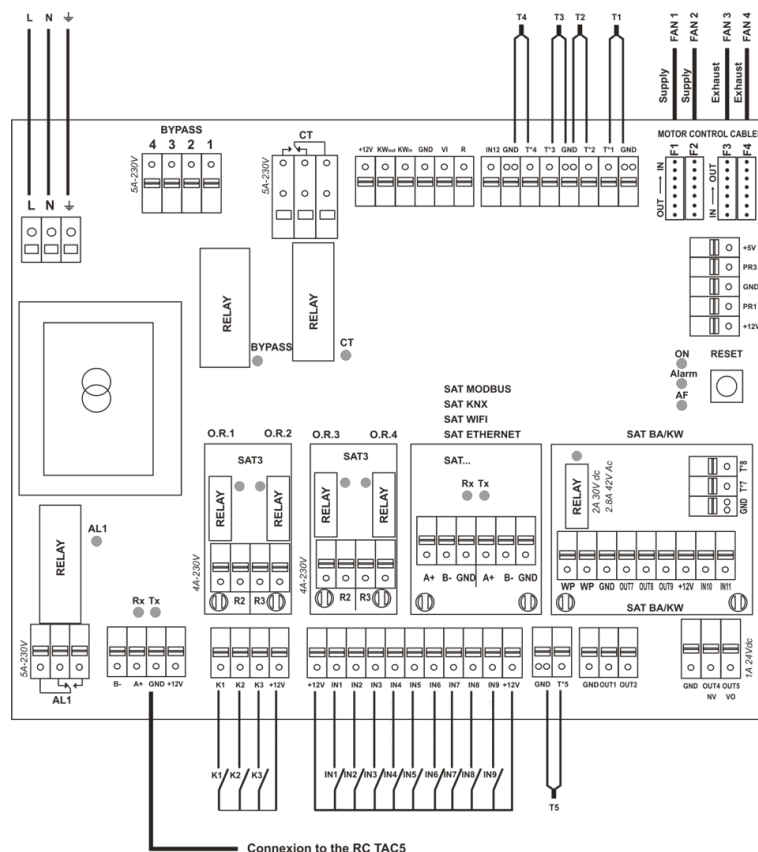 L N
T4 T3 T2 T1
Supply FAN 1
Supply FAN 2
Exhaust FAN 3
Exhaust FAN 4
BYPASS
4 3 2 1
5A-230V
CT
5A-230V
+12V KWout KWin GND VI R
IN12 GND T°4 T°3 GND T°2 T°1 GND
MOTOR CONTROL CABLES
F1 F2 F3 F4
OUT IN
IN OUT
L N
+5V
PR3
GND
PR1
+12V
RELAY
BYPASS
RELAY
CT
ON
Alarm
AF
RESET
SAT MODBUS
SAT KNX
SAT WIFI
SAT ETHERNET
O.R.1 O.R.2
O.R.3 O.R.4
SAT BA/KW
SAT3
RELAY RELAY
4A-230V
R2 R3
SAT3
RELAY RELAY
4A-230V
R2 R3
SAT...
Rx Tx
A+ B- GND A+ B- GND
RELAY
2A 30V dc
2.8A 42V Ac
T°8
T°7
GND
WP WP GND OUT7 OUT8 OUT9 +12V IN10 IN11
SAT BA/KW
RELAY
AL1
5A-230V
AL1
Rx Tx
B- A+ GND +12V
K1 K2 K3 +12V
+12V IN1 IN2 IN3 IN4 IN5 IN6 IN7 IN8 IN9 +12V
GND T°5
GND OUT1 OUT2
GND OUT4 OUT5
NV VO
1A 24Vdc
K1 K2 K3
IN1 IN2 IN3 IN4 IN5 IN6 IN7 IN8 IN9
T5
Connexion to the RC TAC5